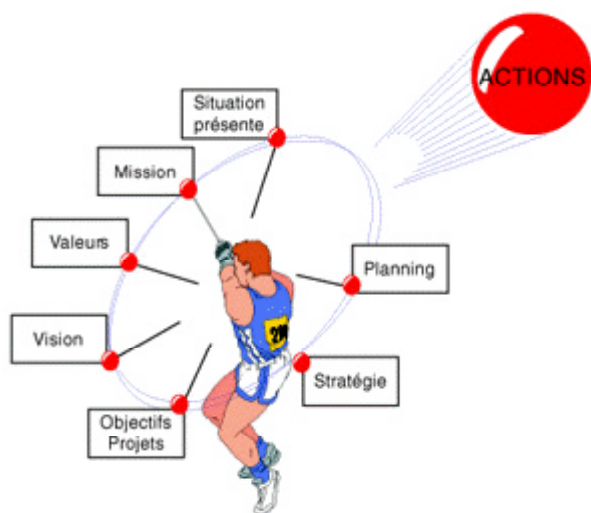 ACTIONS
Situation
présente
Mission
Valeurs
Planning
Vision
Stratégie
Objectifs
Projets